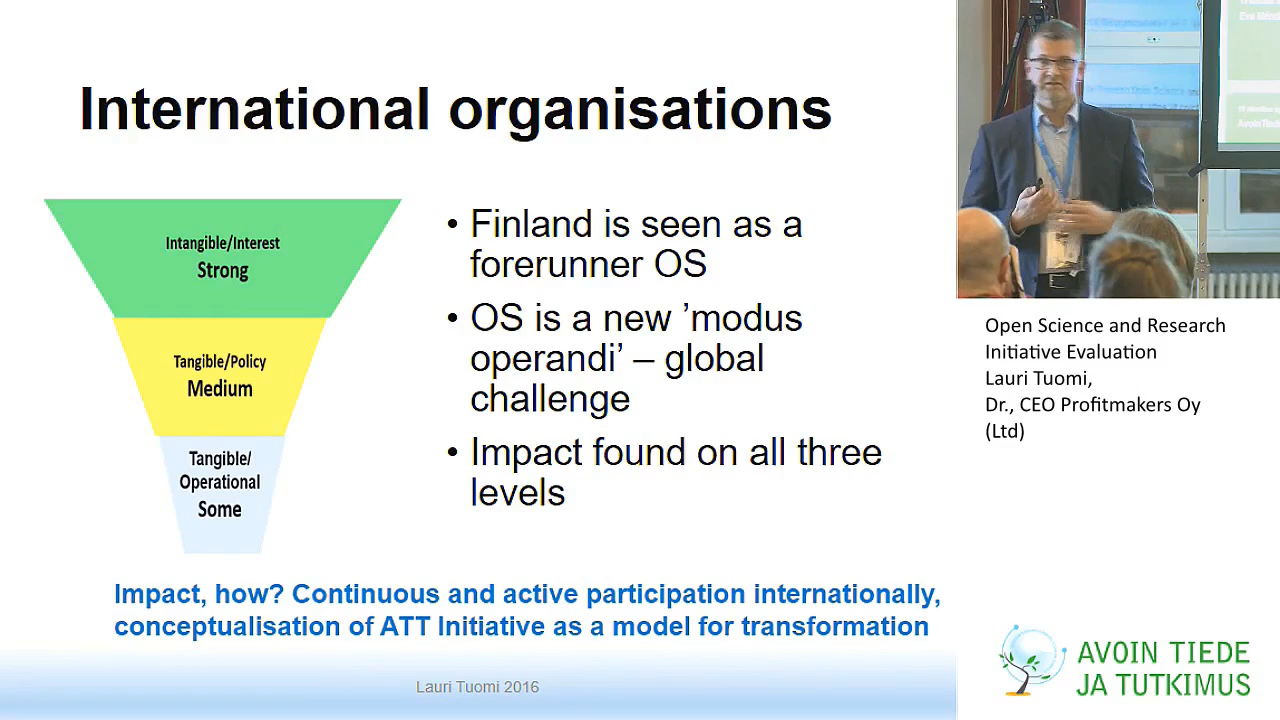 International organisations
Intangible/Interest
Strong
Tangible/Policy
Medium
Tangible/
Operational
Some
• Finland is seen as a
forerunner OS
• OS is a new ’modus
operandi’ – global
challenge
• Impact found on all three
levels
Impact, how? Continuous and active participation internationally,
conceptualisation of ATT Initiative as a model for transformation
Lauri Tuomi 2016
Open Science and Research
Initiative Evaluation
Lauri Tuomi,
Dr., CEO Profitmakers Oy
(Ltd)
AVOIN TIEDE
JA TUTKIMUS